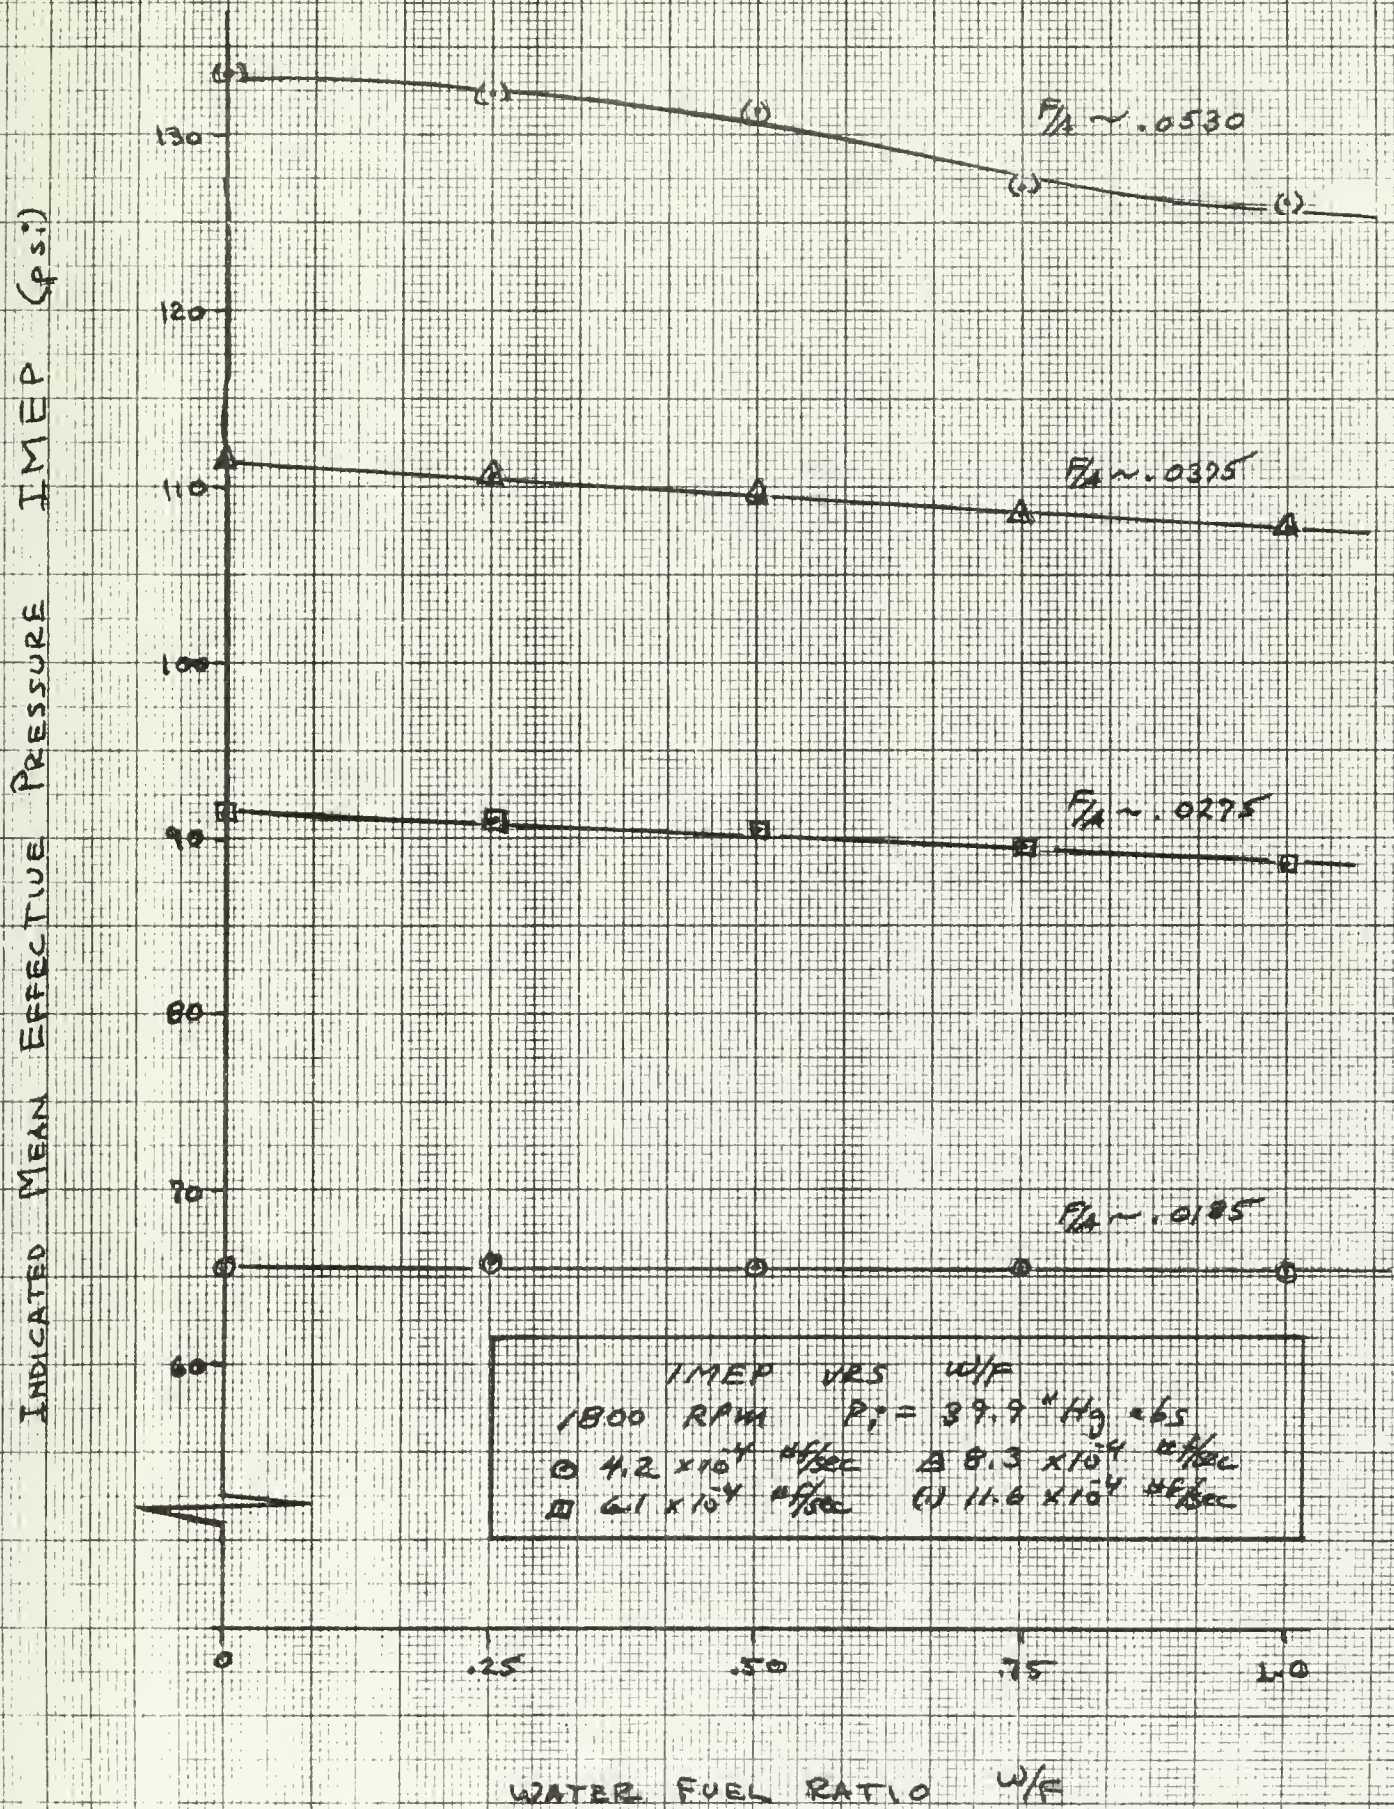 INDICATED MEAN EFFECTIVE PRESSURE IMEP (psi)
130
120
110
100
90
80
70
60
F/A ~ .0530
F/A ~ .0375
F/A ~ .0275
F/A ~ .0185
IMEP VRS W/F
1800 RPM Pi = 39.9 "Hg abs
⊙ 4.2 x10⁻⁴ #f/sec △ 8.3 x10⁻⁴ #f/sec
⊡ 6.1 x10⁻⁴ #f/sec (·) 11.6 x10⁻⁴ #f/sec
0 .25 .50 .75 1.0
WATER FUEL RATIO W/F